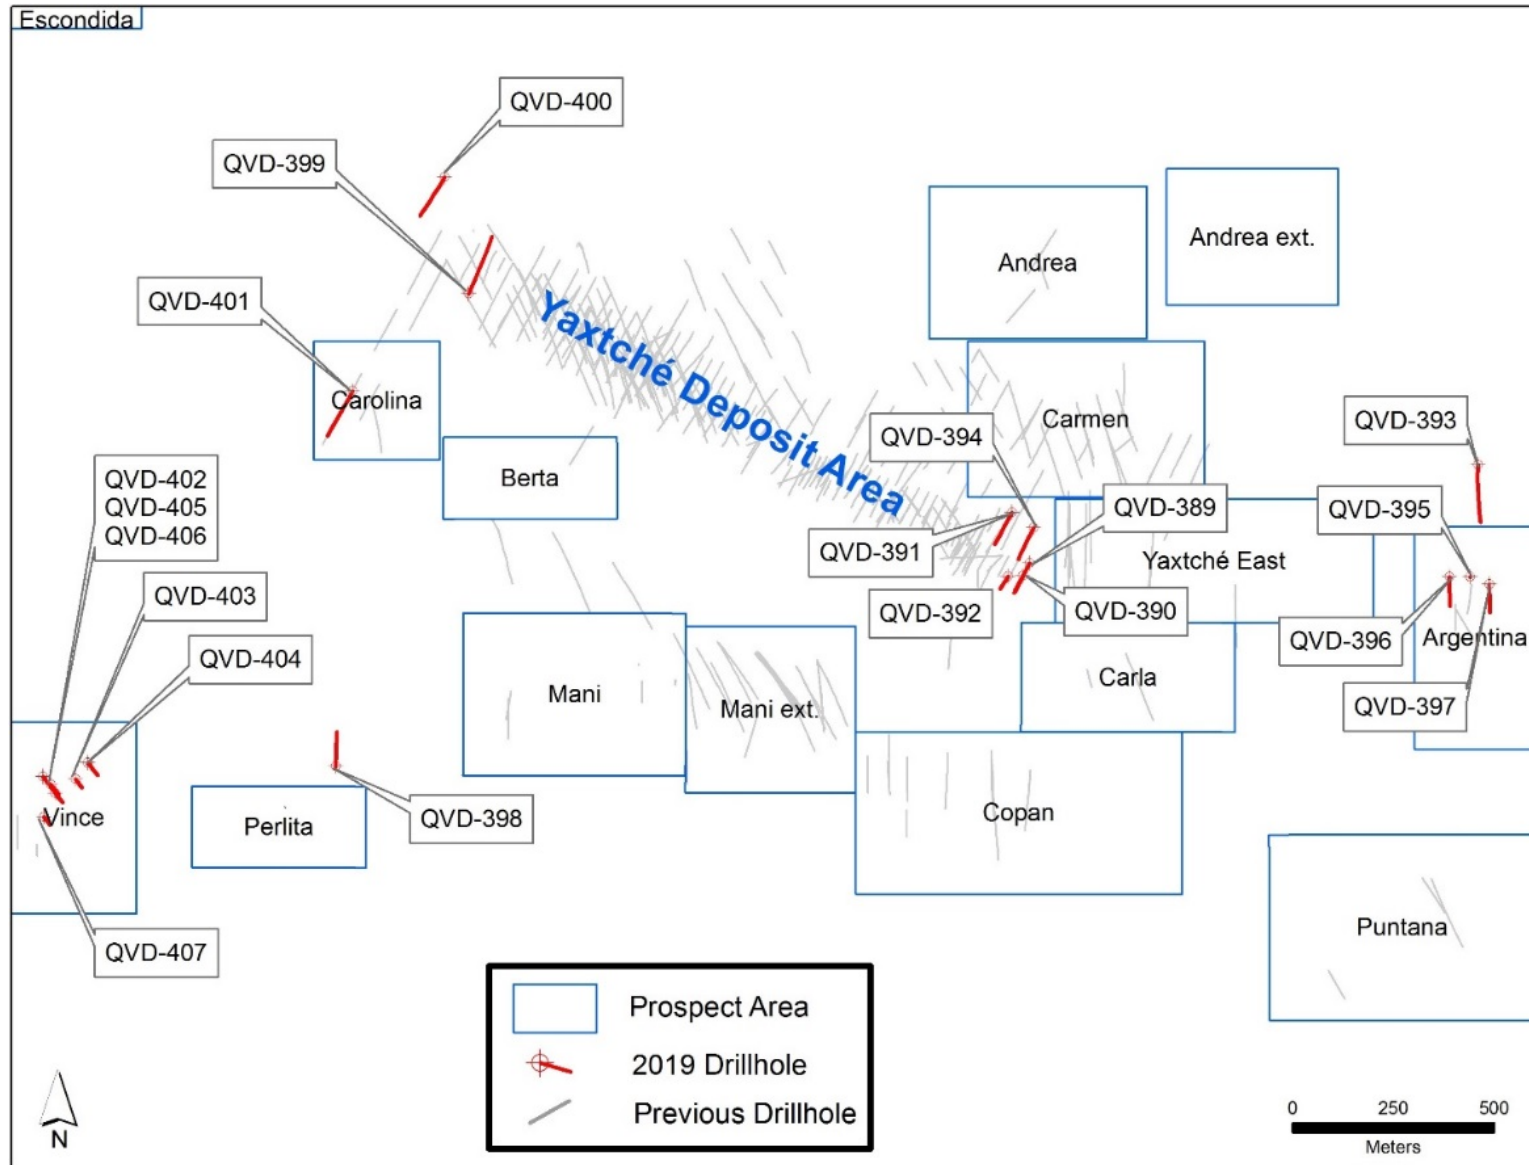 Escondida
QVD-400
QVD-399
Andrea ext.
Andrea
QVD-401
Yaxtché Deposit Area
Carolina
Carmen
QVD-393
QVD-394
Berta
QVD-402
QVD-405
QVD-406
QVD-389
QVD-395
QVD-391
Yaxtché East
QVD-403
QVD-392
QVD-390
QVD-396
Argentina
QVD-404
Carla
Mani
Mani ext.
QVD-397
Vince
Perlita
QVD-398
Copan
Puntana
QVD-407
Prospect Area
2019 Drillhole
Previous Drillhole
N
0 250 500
Meters